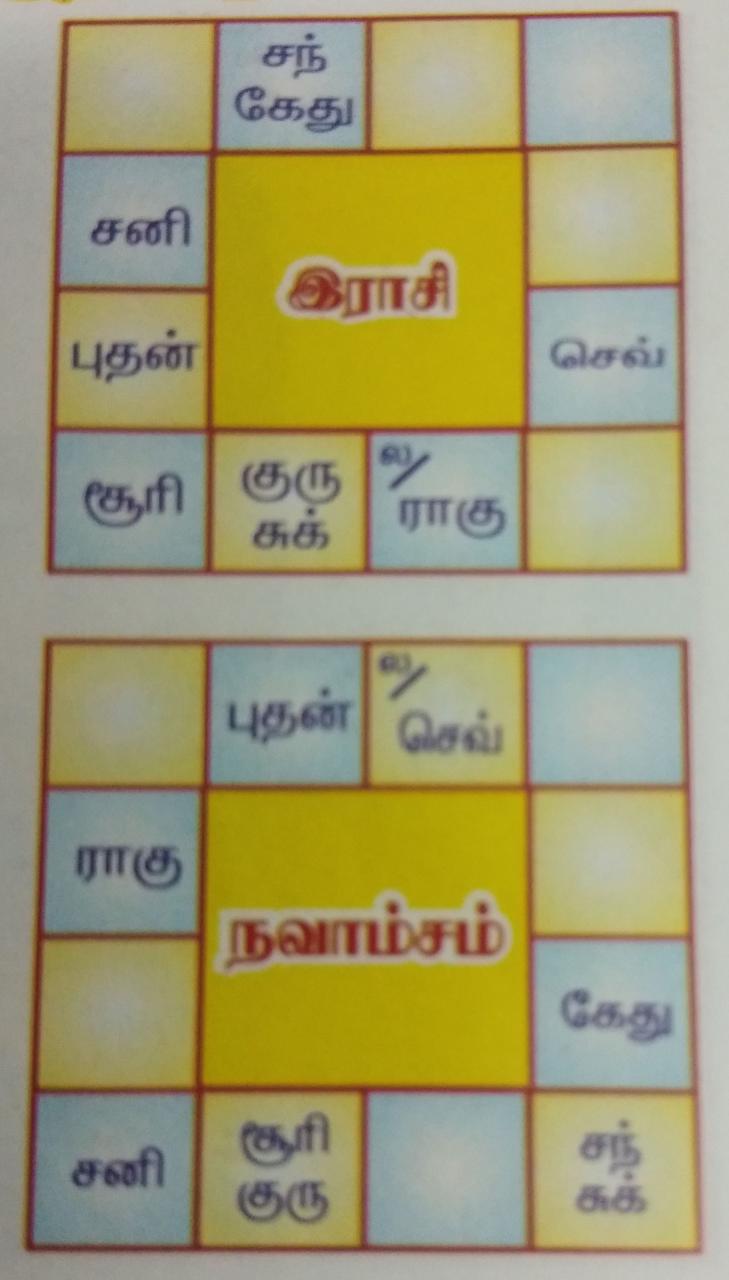 சந்
கேது
சனி
இராசி
புதன்
செவ்
சூரி
குரு
சுக்
ல/
ராகு
புதன்
ல/
செவ்
ராகு
நவாம்சம்
கேது
சனி
சூரி
குரு
சந்
சுக்